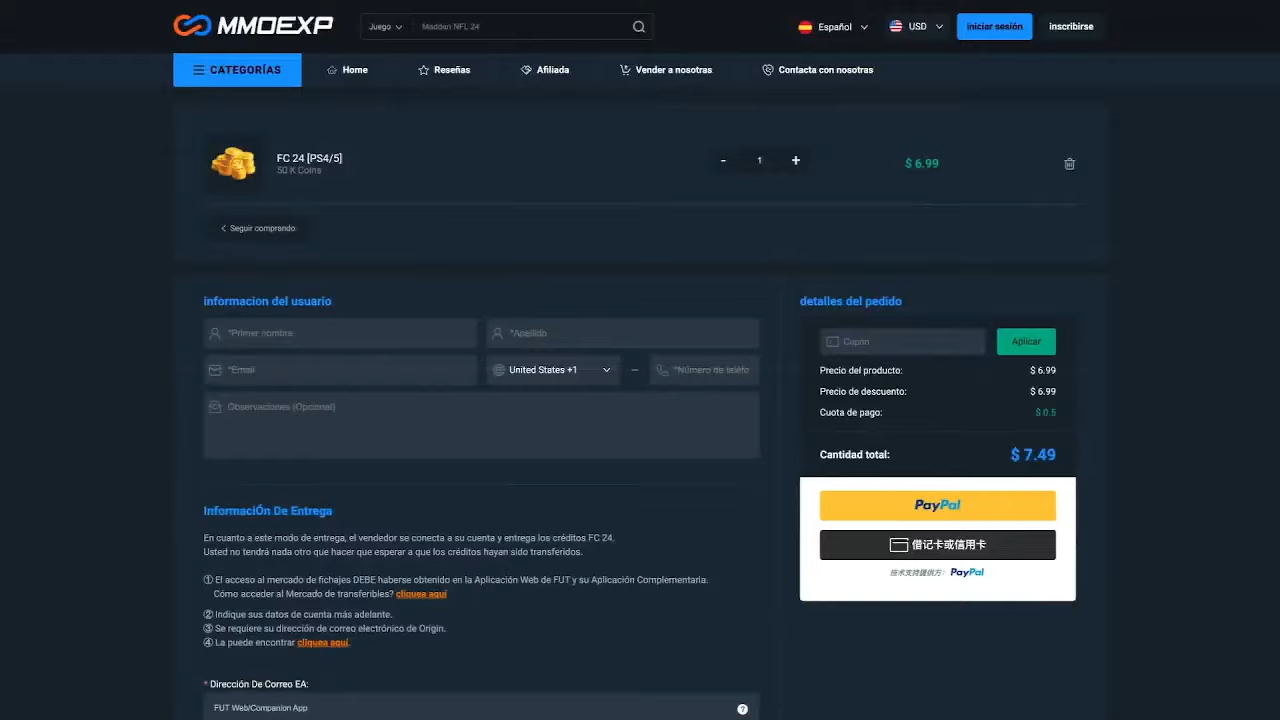 MMOEXP
Juego
Madden NFL 24
Español
USD
Iniciar sesión
inscribirse
CATEGORÍAS
Home
Reseñas
Afiliada
Vender a nosotras
Contacta con nosotras
FC 24 [PS4/5]
50 K Coins
- 1 +
$ 6.99
Seguir comprando
informacion del usuario
*Primer nombre
*Apellido
*Email
United States +1
*Número de teléfo
Observaciones (Opcional)
InformaciÓn De Entrega
En cuanto a este modo de entrega, el vendedor se conecta a su cuenta y entrega los créditos FC 24.
Usted no tendrá nada otro que hacer que esperar a que los créditos hayan sido transferidos.
① El acceso al mercado de fichajes DEBE haberse obtenido en la Aplicación Web de FUT y su Aplicación Complementaria.
Cómo acceder al Mercado de transferibles? cliquea aquí
② Indique sus datos de cuenta más adelante.
③ Se requiere su dirección de correo electrónico de Origin.
④ La puede encontrar cliquea aquí.
* Dirección De Correo EA:
FUT Web/Companion App
?
detalles del pedido
Cupón
Aplicar
Precio del producto: $ 6.99
Precio de descuento: $ 6.99
Cuota de pago: $ 0.5
Cantidad total: $ 7.49
PayPal
借记卡或信用卡
技术支持提供方: PayPal